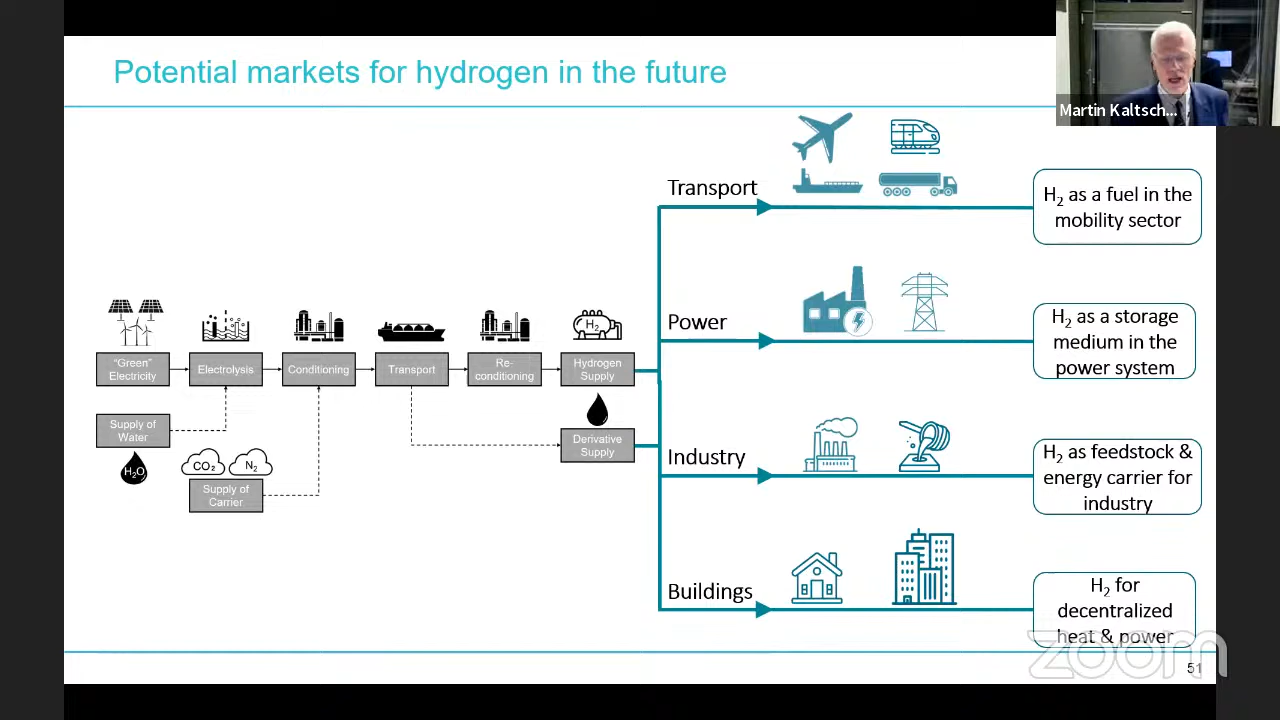 Potential markets for hydrogen in the future
Martin Kaltsch...
Transport
H₂ as a fuel in the
mobility sector
Power
H₂ as a storage
medium in the
power system
H₂
"Green"
Electricity
Electrolysis
Conditioning
Transport
Re-
conditioning
Hydrogen
Supply
Supply of
Water
H₂O
CO₂
N₂
Supply of
Carrier
Derivative
Supply
Industry
H₂ as feedstock &
energy carrier for
industry
Buildings
H₂ for
decentralized
heat & power
zoom
51